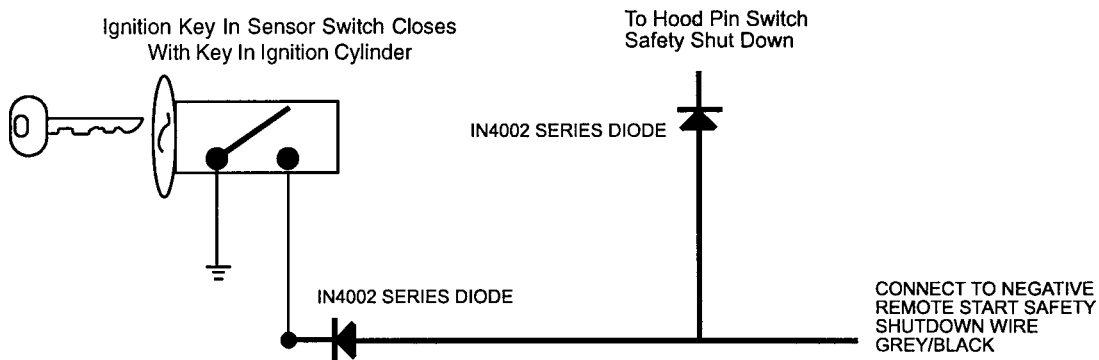 Ignition Key In Sensor Switch Closes
With Key In Ignition Cylinder
To Hood Pin Switch
Safety Shut Down
IN4002 SERIES DIODE
IN4002 SERIES DIODE
CONNECT TO NEGATIVE
REMOTE START SAFETY
SHUTDOWN WIRE
GREY/BLACK